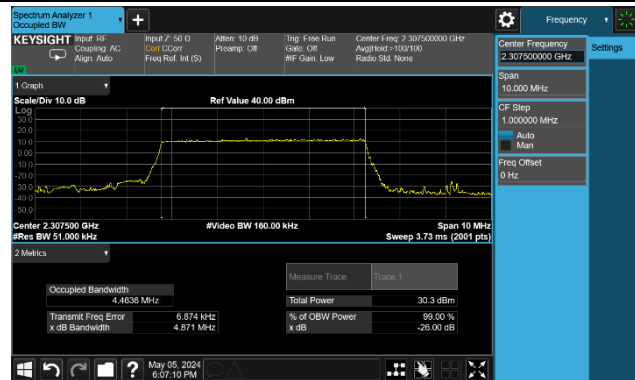 Spectrum Analyzer 1
Occupied BW
+
Frequency
KEYSIGHT
Input: RF
Coupling: AC
Align: Auto
Input Z: 50 Ω
Corr CCorr
Freq Ref: Int (S)
Atten: 10 dB
Preamp: Off
Trig: Free Run
Gate: Off
#IF Gain: Low
Center Freq: 2.307500000 GHz
Avg|Hold:>100/100
Radio Std: None
Center Frequency
2.307500000 GHz
Settings
Span
10.000 MHz
CF Step
1.000000 MHz
Auto
Man
Freq Offset
0 Hz
1 Graph
Scale/Div 10.0 dB
Ref Value 40.00 dBm
Log
30.0
20.0
10.0
0.00
-10.0
-20.0
-30.0
-40.0
-50.0
Center 2.307500 GHz
#Video BW 160.00 kHz
Span 10 MHz
#Res BW 51.000 kHz
Sweep 3.73 ms (2001 pts)
2 Metrics
Measure Trace
Trace 1
Occupied Bandwidth
4.4636 MHz
Total Power
30.3 dBm
Transmit Freq Error
6.874 kHz
% of OBW Power
99.00 %
x dB Bandwidth
4.871 MHz
x dB
-26.00 dB
?
May 05, 2024
6:07:10 PM